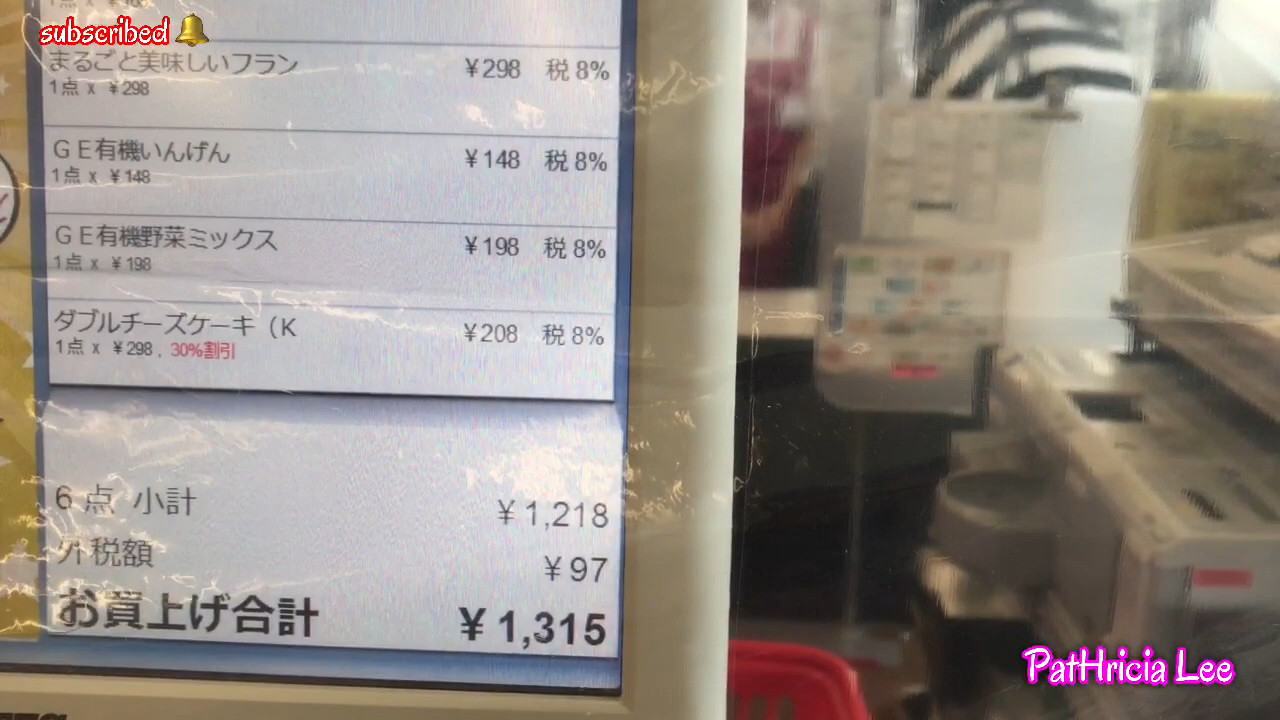 subscribed
まるごと美味しいフラン ¥298 税8%
1点 x ¥298
GE有機いんげん ¥148 税8%
1点 x ¥148
GE有機野菜ミックス ¥198 税8%
1点 x ¥198
ダブルチーズケーキ（K ¥208 税8%
1点 x ¥298, 30%割引
6点 小計 ¥1,218
外税額 ¥97
お買上げ合計 ¥1,315
PatHricia Lee